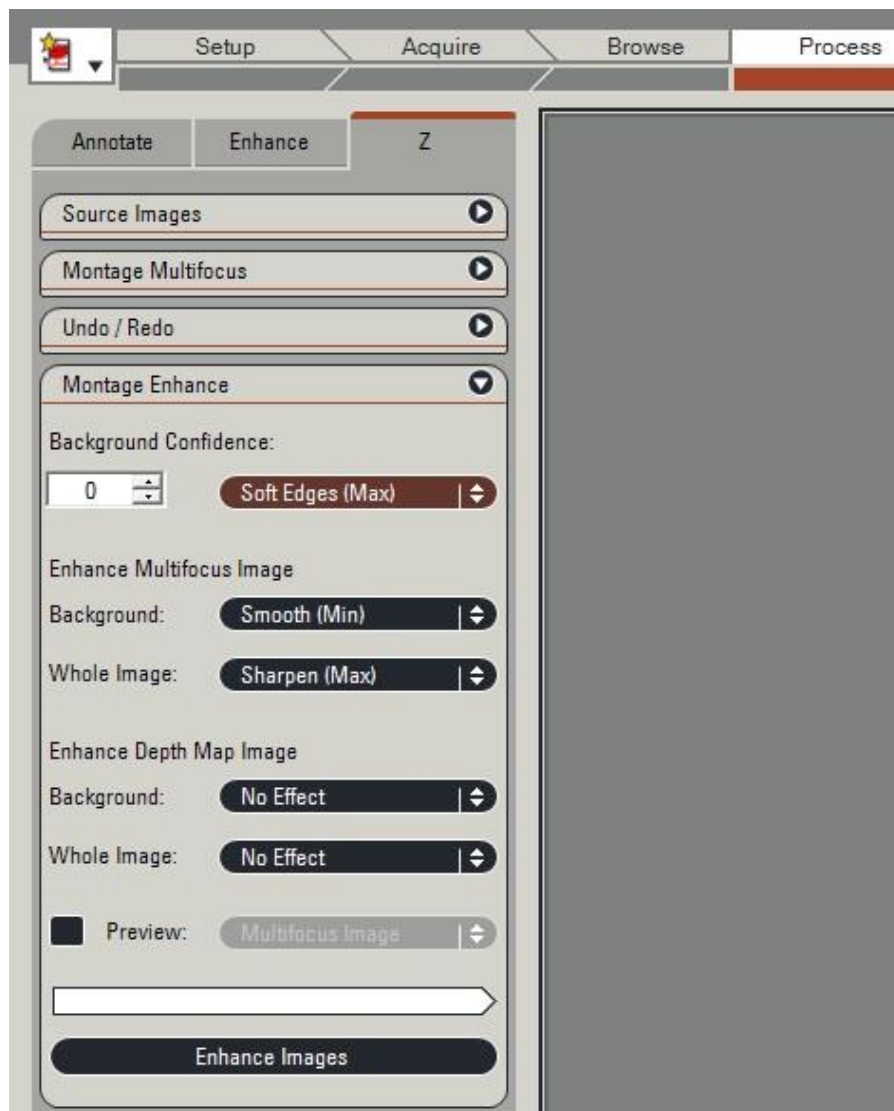 Setup Acquire Browse Process
Annotate Enhance Z
Source Images
Montage Multifocus
Undo / Redo
Montage Enhance
Background Confidence:
0 Soft Edges (Max)
Enhance Multifocus Image
Background: Smooth (Min)
Whole Image: Sharpen (Max)
Enhance Depth Map Image
Background: No Effect
Whole Image: No Effect
Preview: Multifocus Image
Enhance Images